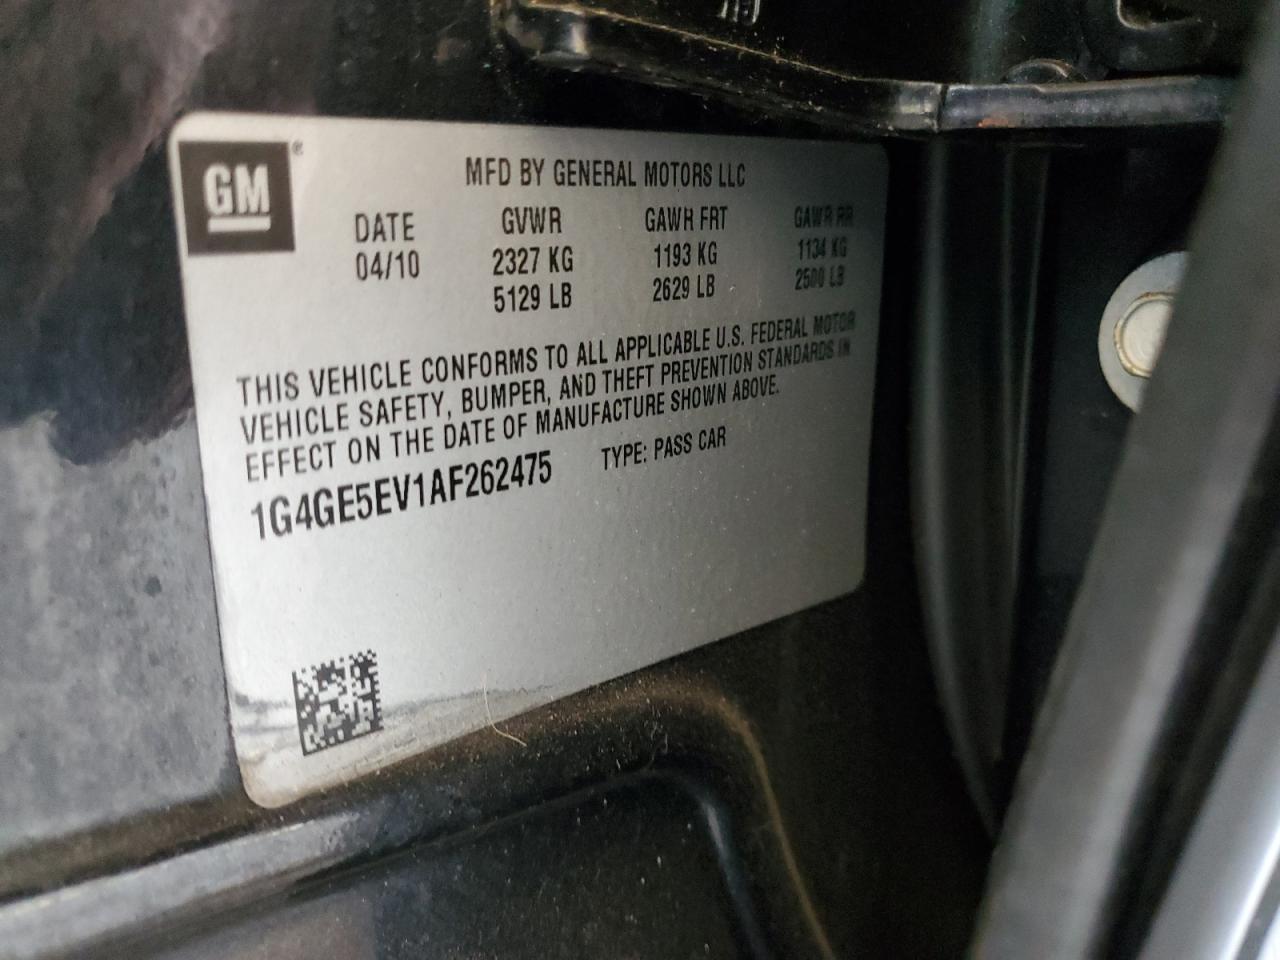 GM®
MFD BY GENERAL MOTORS LLC
DATE GVWR GAWR FRT GAWR RR
04/10 2327 KG 1193 KG 1134 KG
5129 LB 2629 LB 2500 LB
THIS VEHICLE CONFORMS TO ALL APPLICABLE U.S. FEDERAL MOTOR
VEHICLE SAFETY, BUMPER, AND THEFT PREVENTION STANDARDS IN
EFFECT ON THE DATE OF MANUFACTURE SHOWN ABOVE.
1G4GE5EV1AF262475 TYPE: PASS CAR